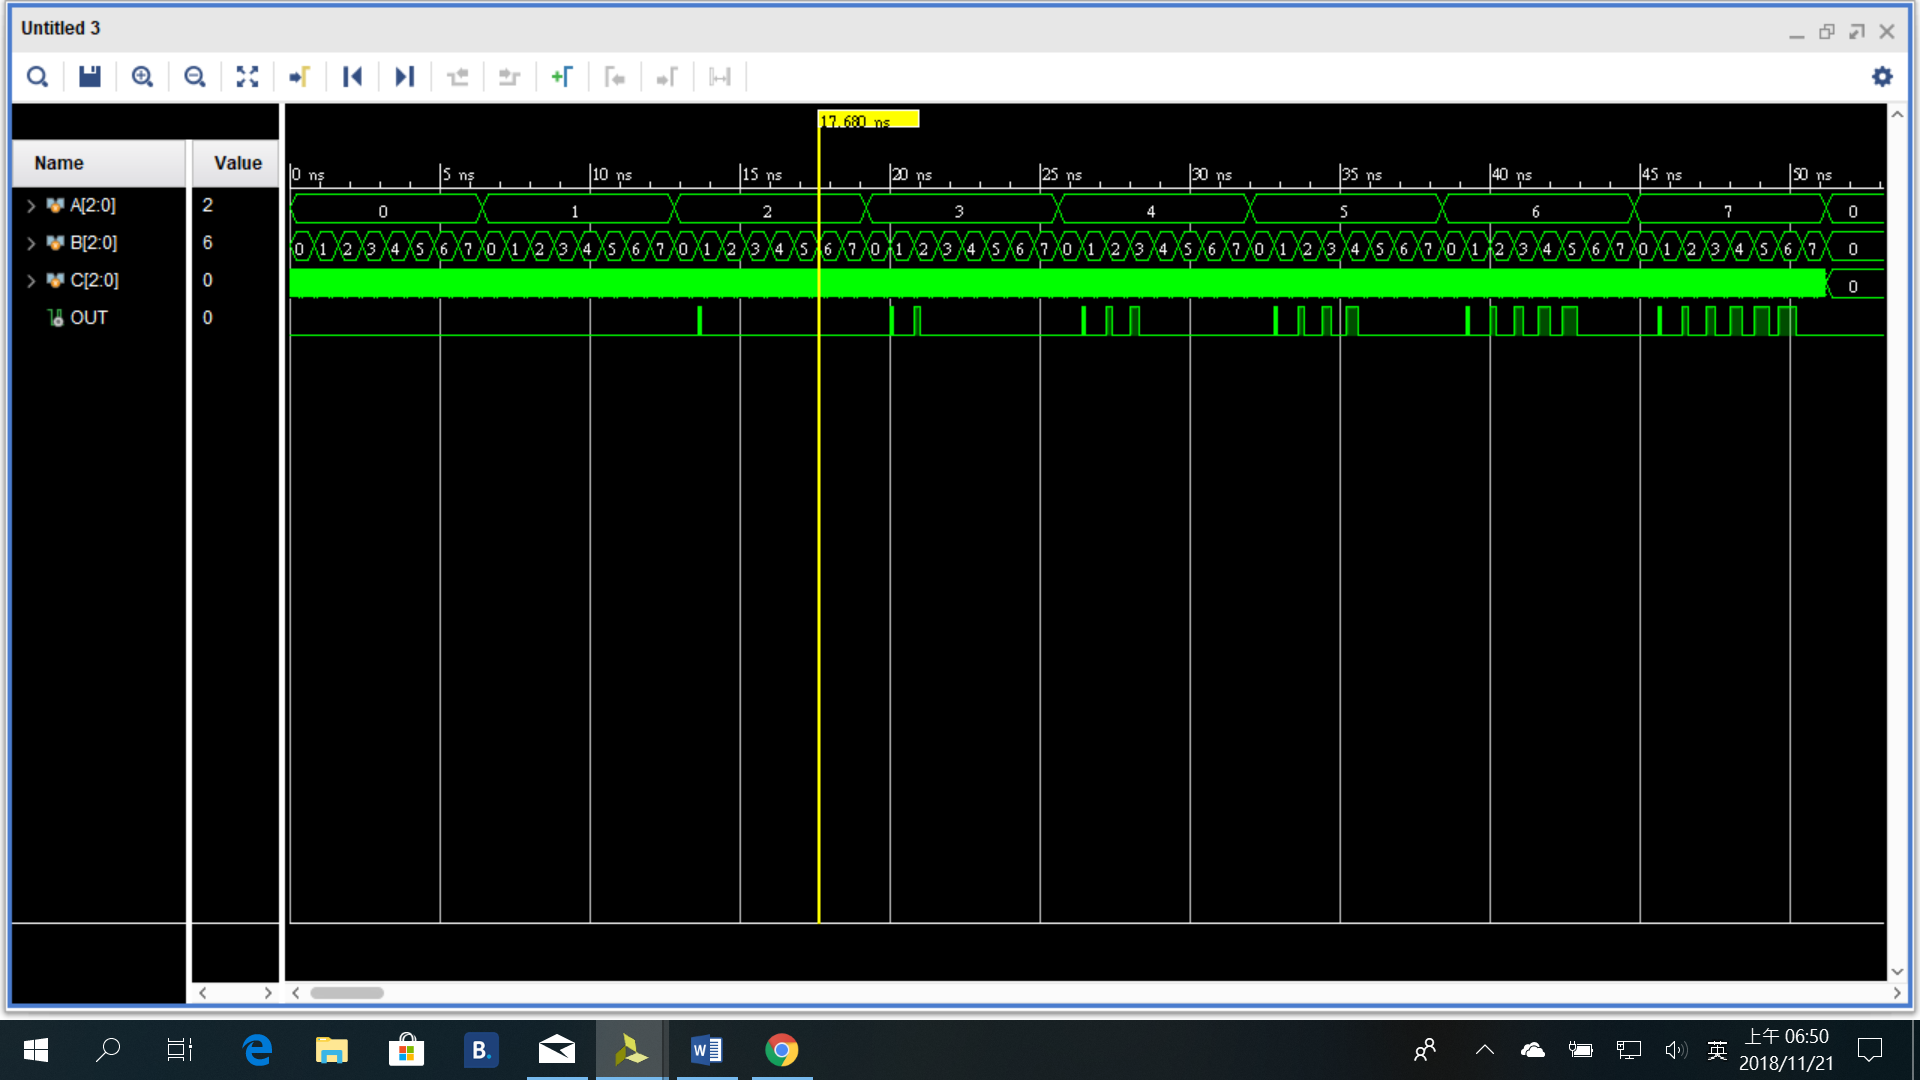 Untitled 3
17.680 ns
Name Value
0 ns 5 ns 10 ns 15 ns 20 ns 25 ns 30 ns 35 ns 40 ns 45 ns 50 ns
A[2:0] 2 0 1 2 3 4 5 6 7 0
B[2:0] 6 0 1 2 3 4 5 6 7 0 1 2 3 4 5 6 7 0 1 2 3 4 5 6 7 0 1 2 3 4 5 6 7 0 1 2 3 4 5 6 7 0 1 2 3 4 5 6 7 0 1 2 3 4 5 6 7 0 1 2 3 4 5 6 7 0
C[2:0] 0 0
OUT 0
B.
英
上午 06:50
2018/11/21